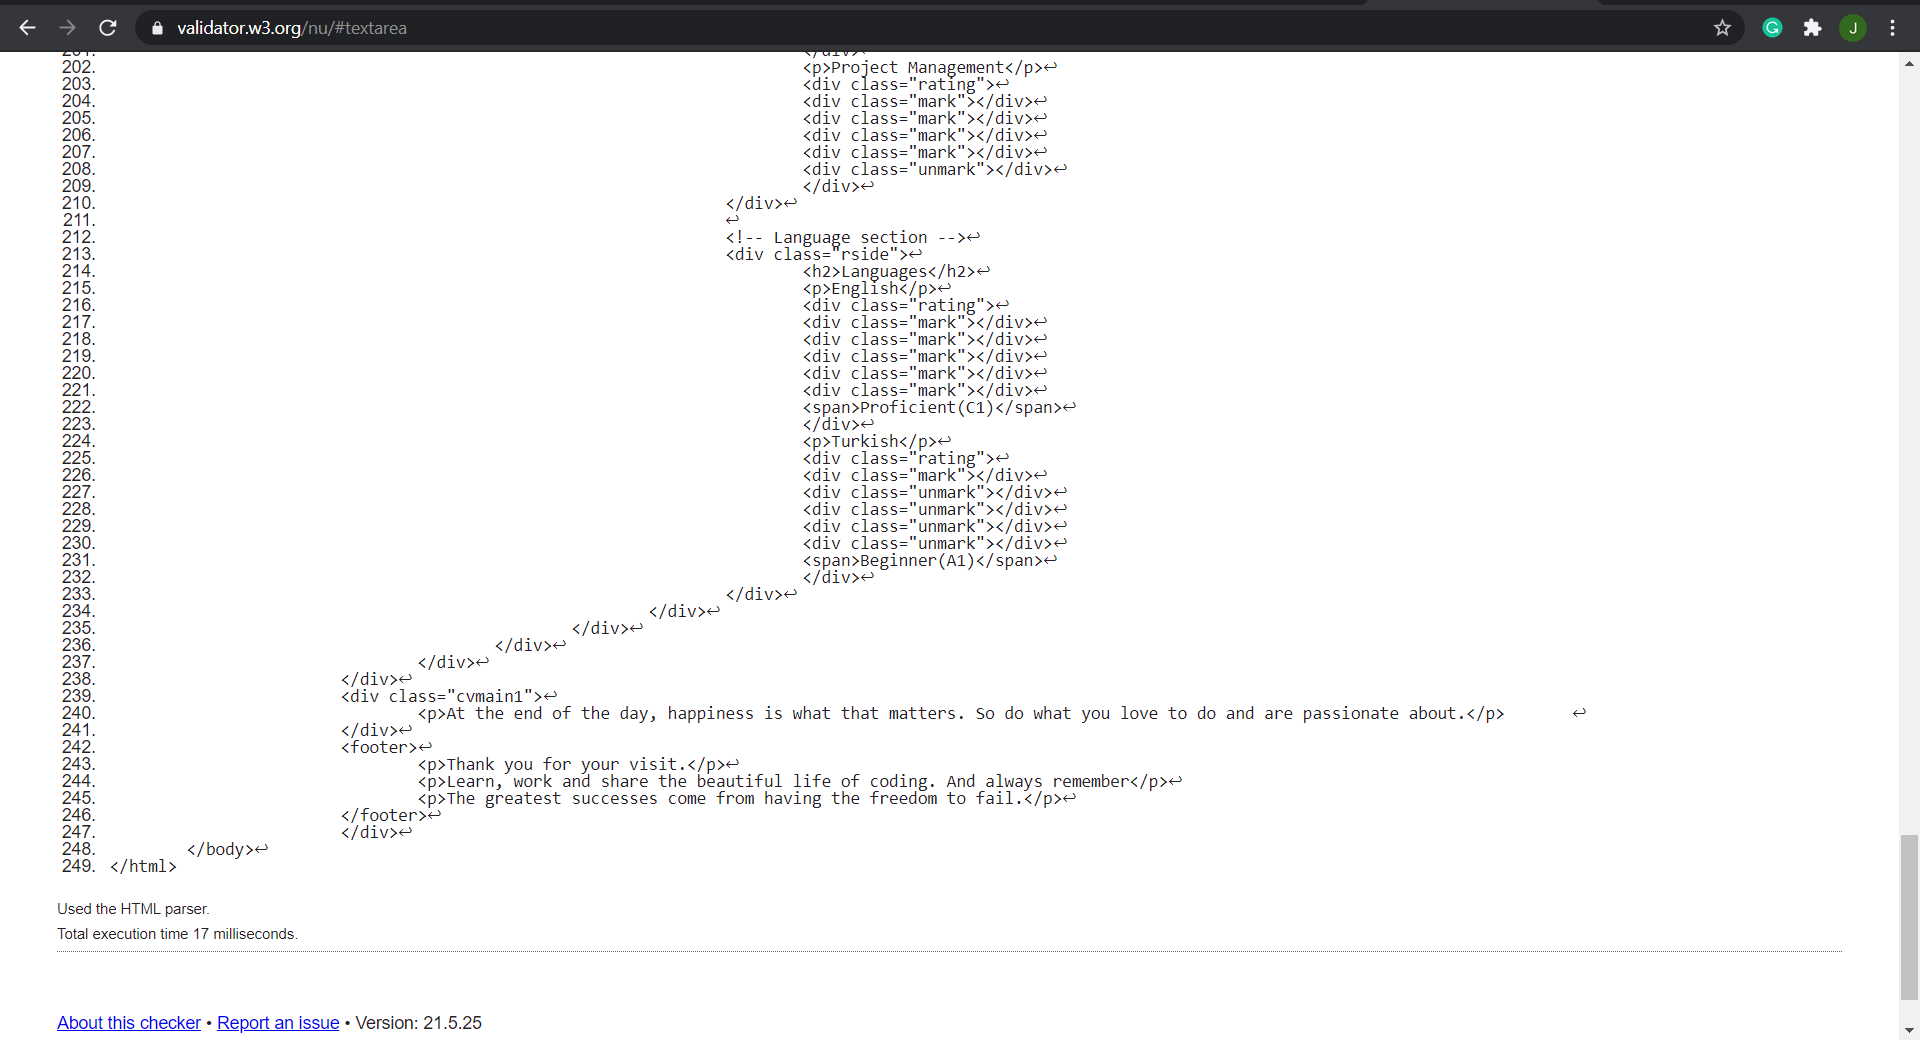 validator.w3.org/nu/#textarea
G
J
201. </div>↩
202. <p>Project Management</p>↩
203. <div class="rating">↩
204. <div class="mark"></div>↩
205. <div class="mark"></div>↩
206. <div class="mark"></div>↩
207. <div class="mark"></div>↩
208. <div class="unmark"></div>↩
209. </div>↩
210. </div>↩
211. ↩
212. <!-- Language section -->↩
213. <div class="rside">↩
214. <h2>Languages</h2>↩
215. <p>English</p>↩
216. <div class="rating">↩
217. <div class="mark"></div>↩
218. <div class="mark"></div>↩
219. <div class="mark"></div>↩
220. <div class="mark"></div>↩
221. <div class="mark"></div>↩
222. <span>Proficient(C1)</span>↩
223. </div>↩
224. <p>Turkish</p>↩
225. <div class="rating">↩
226. <div class="mark"></div>↩
227. <div class="unmark"></div>↩
228. <div class="unmark"></div>↩
229. <div class="unmark"></div>↩
230. <div class="unmark"></div>↩
231. <span>Beginner(A1)</span>↩
232. </div>↩
233. </div>↩
234. </div>↩
235. </div>↩
236. </div>↩
237. </div>↩
238. </div>↩
239. <div class="cvmain1">↩
240. <p>At the end of the day, happiness is what that matters. So do what you love to do and are passionate about.</p> ↩
241. </div>↩
242. <footer>↩
243. <p>Thank you for your visit.</p>↩
244. <p>Learn, work and share the beautiful life of coding. And always remember</p>↩
245. <p>The greatest successes come from having the freedom to fail.</p>↩
246. </footer>↩
247. </div>↩
248. </body>↩
249. </html>
Used the HTML parser.
Total execution time 17 milliseconds.
About this checker • Report an issue • Version: 21.5.25